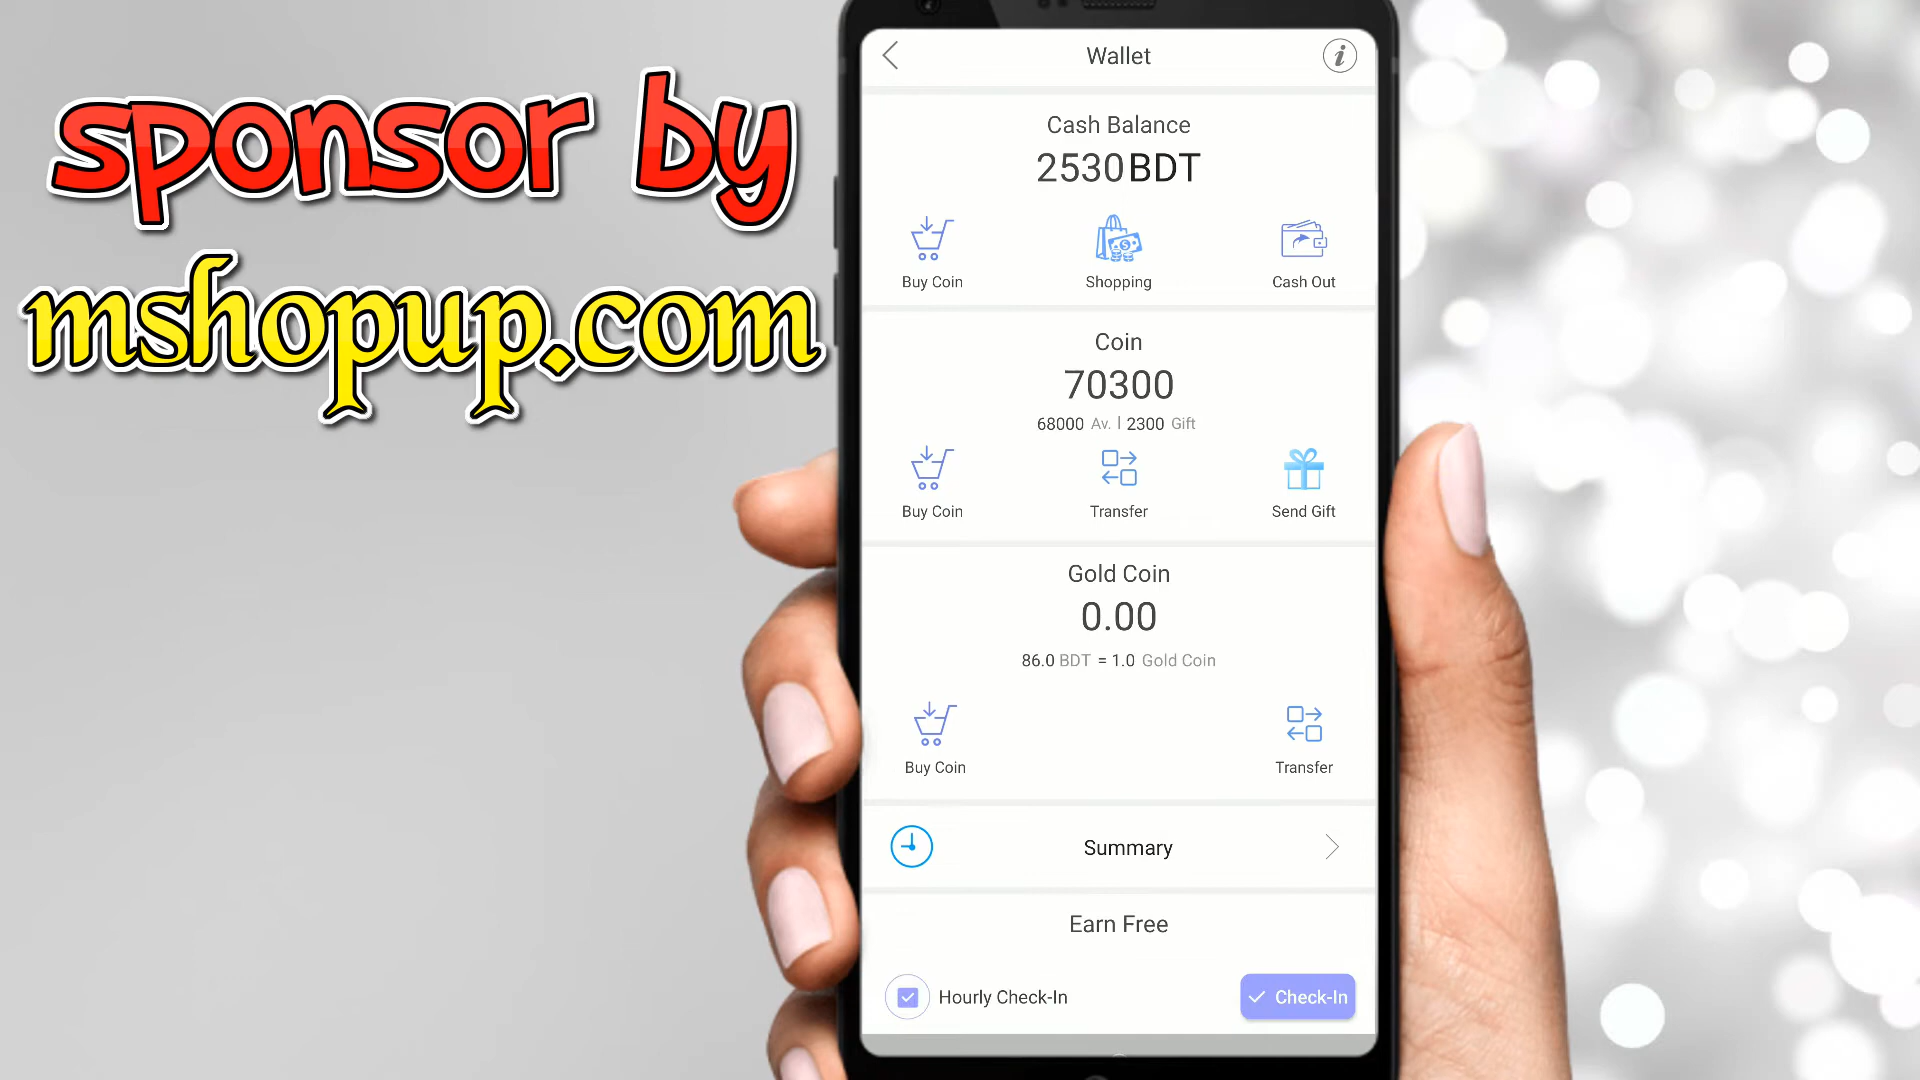 sponsor by
mshopup.com
Wallet
Cash Balance
2530BDT
Buy Coin
Shopping
Cash Out
Coin
70300
68000 Av. | 2300 Gift
Buy Coin
Transfer
Send Gift
Gold Coin
0.00
86.0 BDT = 1.0 Gold Coin
Buy Coin
Transfer
Summary
Earn Free
Hourly Check-In
Check-In